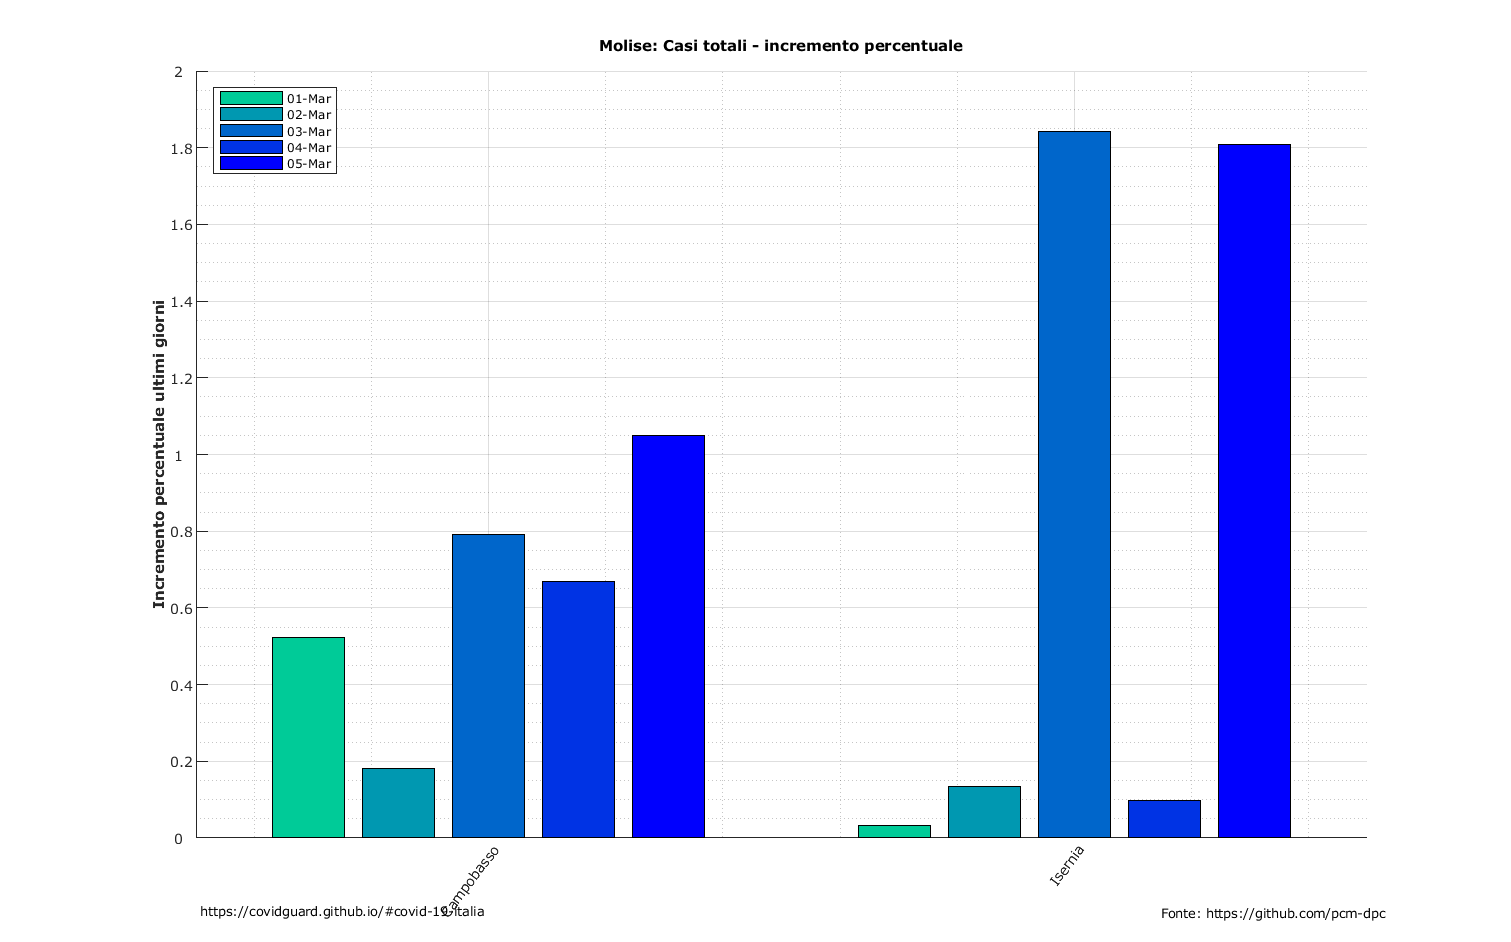 Molise: Casi totali - incremento percentuale
01-Mar
02-Mar
03-Mar
04-Mar
05-Mar
Incremento percentuale ultimi giorni
2
1.8
1.6
1.4
1.2
1
0.8
0.6
0.4
0.2
0
Campobasso
Isernia
https://covidguard.github.io/#covid-19-italia
Fonte: https://github.com/pcm-dpc